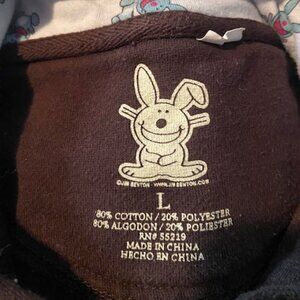 ©JIM BENTON · WWW.JIMBENTON.COM
L
80% COTTON / 20% POLYESTER
80% ALGODON / 20% POLIESTER
RN# 55219
MADE IN CHINA
HECHO EN CHINA